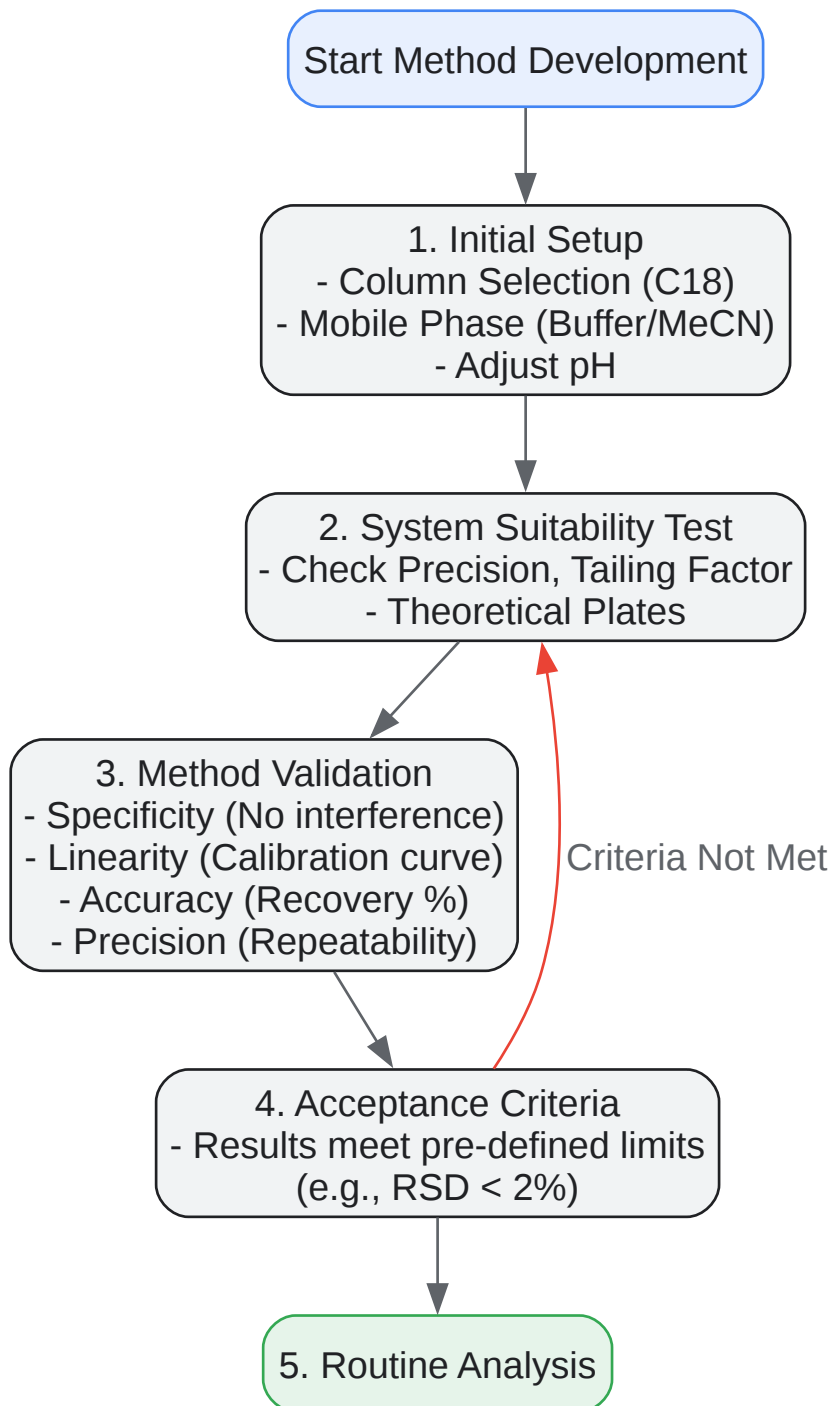 Start Method Development
1. Initial Setup
- Column Selection (C18)
- Mobile Phase (Buffer/MeCN)
- Adjust pH
2. System Suitability Test
- Check Precision, Tailing Factor
- Theoretical Plates
3. Method Validation
- Specificity (No interference)
- Linearity (Calibration curve)
- Accuracy (Recovery %)
- Precision (Repeatability)
Criteria Not Met
4. Acceptance Criteria
- Results meet pre-defined limits
(e.g., RSD < 2%)
5. Routine Analysis